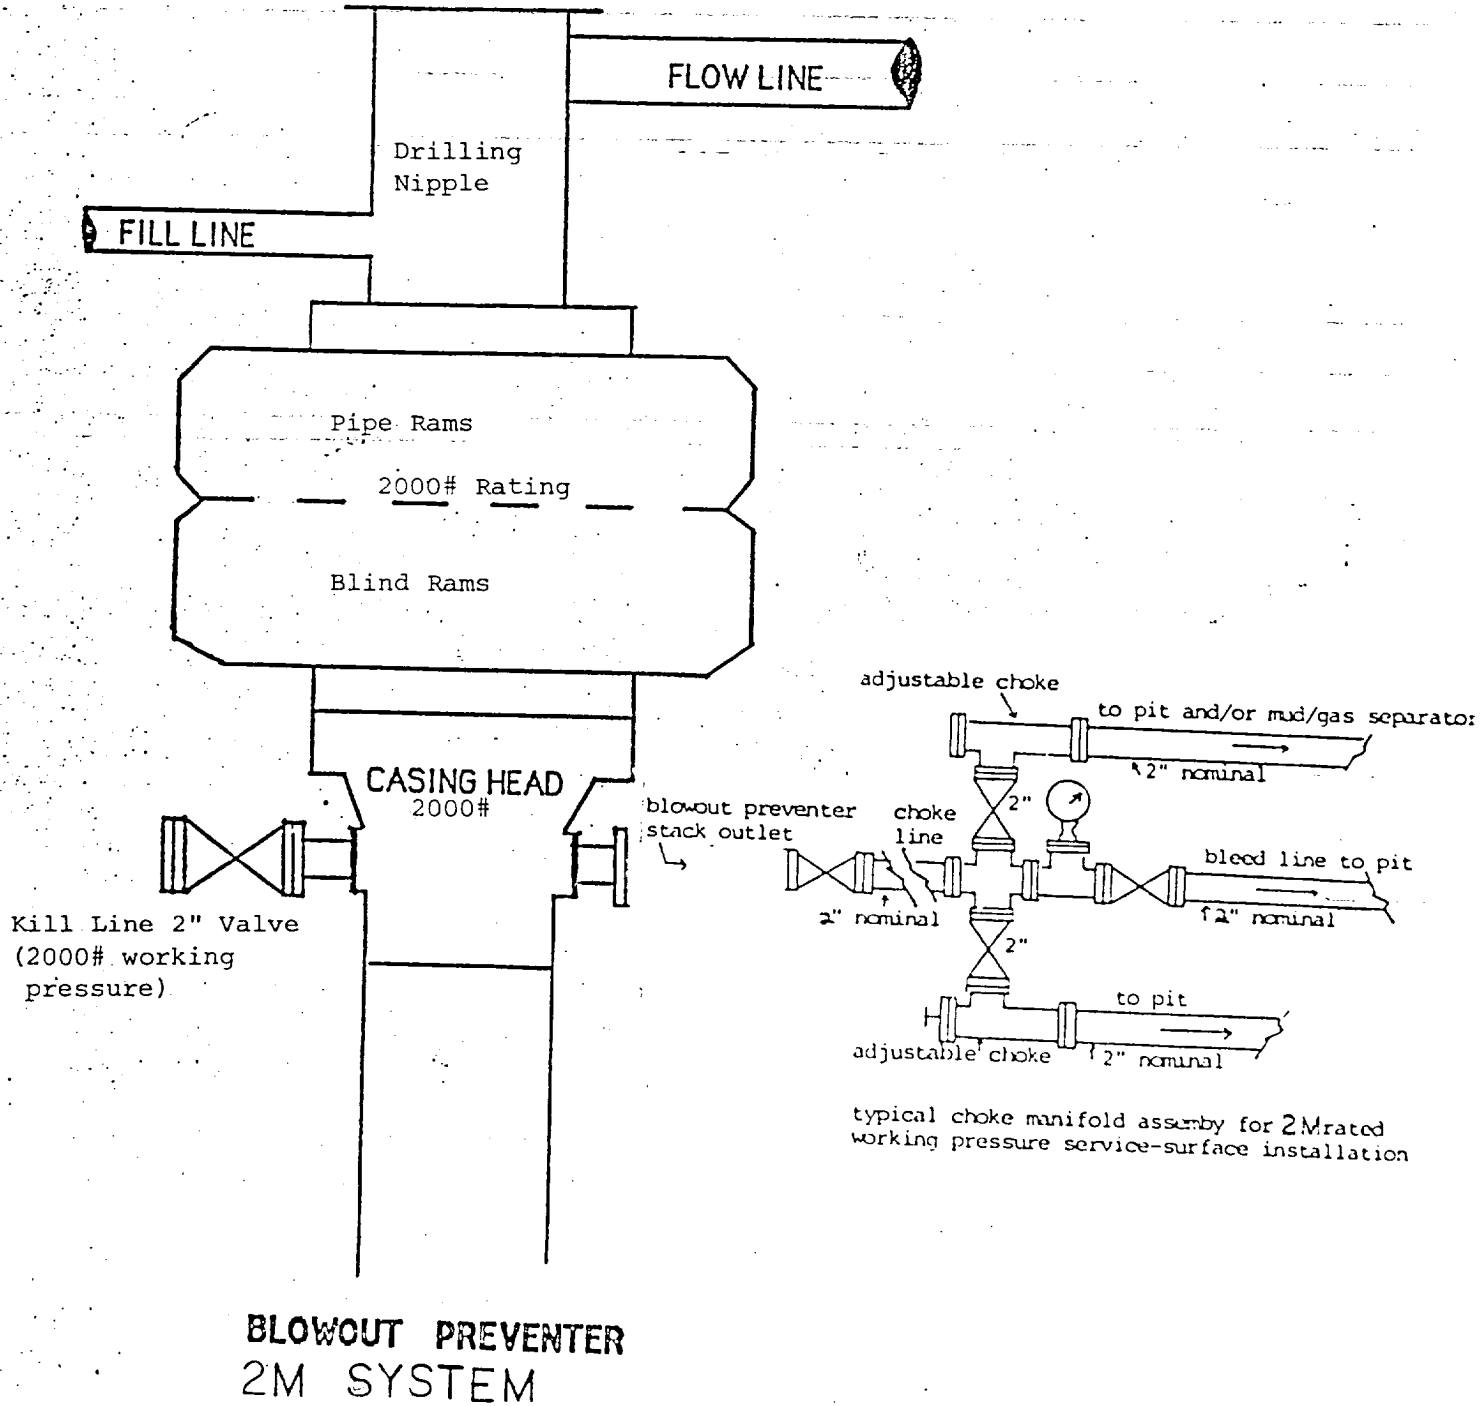 FLOW LINE
Drilling
Nipple
FILL LINE
Pipe Rams
2000# Rating
Blind Rams
CASING HEAD
2000#
Kill Line 2" Valve
(2000# working
pressure)
blowout preventer
stack outlet
choke
line
2" nominal
adjustable choke
to pit and/or mud/gas separator
2" nominal
2"
bleed line to pit
2" nominal
2"
to pit
adjustable choke
2" nominal
typical choke manifold assemby for 2M rated
working pressure service-surface installation
BLOWOUT PREVENTER
2M SYSTEM